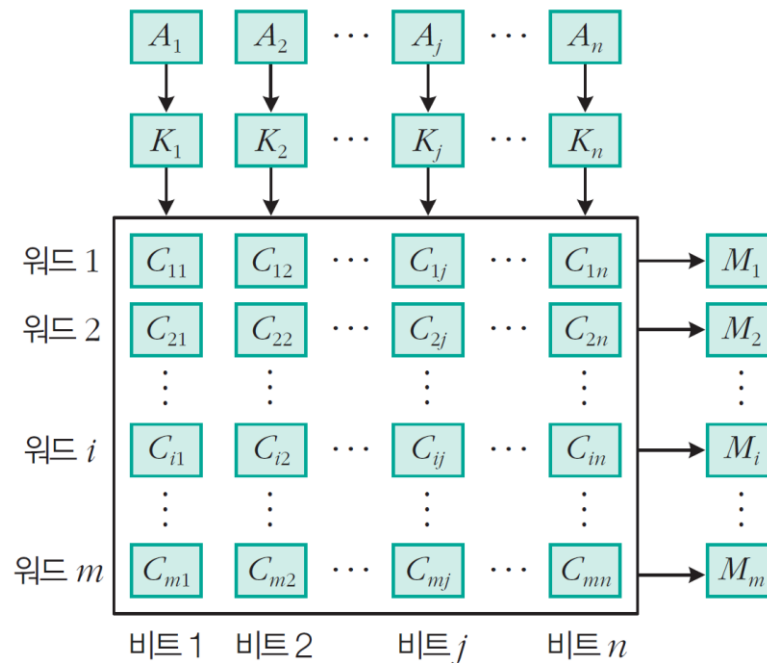 A₁ A₂ ··· Aⱼ ··· Aₙ
K₁ K₂ ··· Kⱼ ··· Kₙ
워드 1 C₁₁ C₁₂ ··· C₁ⱼ ··· C₁ₙ M₁
워드 2 C₂₁ C₂₂ ··· C₂ⱼ ··· C₂ₙ M₂
⋮ ⋮ ⋮ ⋮ ⋮
워드 i Cᵢ₁ Cᵢ₂ ··· Cᵢⱼ ··· Cᵢₙ Mᵢ
⋮ ⋮ ⋮ ⋮ ⋮
워드 m Cₘ₁ Cₘ₂ ··· Cₘⱼ ··· Cₘₙ Mₘ
비트 1 비트 2 비트 j 비트 n